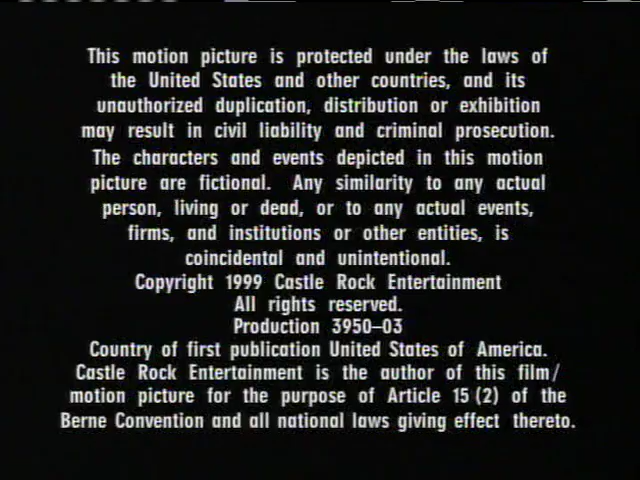 This motion picture is protected under the laws of
the United States and other countries, and its
unauthorized duplication, distribution or exhibition
may result in civil liability and criminal prosecution.
The characters and events depicted in this motion
picture are fictional. Any similarity to any actual
person, living or dead, or to any actual events,
firms, and institutions or other entities, is
coincidental and unintentional.
Copyright 1999 Castle Rock Entertainment
All rights reserved.
Production 3950–03
Country of first publication United States of America.
Castle Rock Entertainment is the author of this film/
motion picture for the purpose of Article 15 (2) of the
Berne Convention and all national laws giving effect thereto.